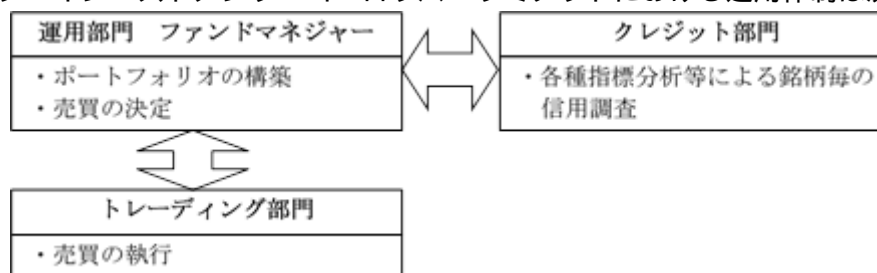 運用部門 ファンドマネジャー
・ポートフォリオの構築
・売買の決定
クレジット部門
・各種指標分析等による銘柄毎の
信用調査
トレーディング部門
・売買の執行